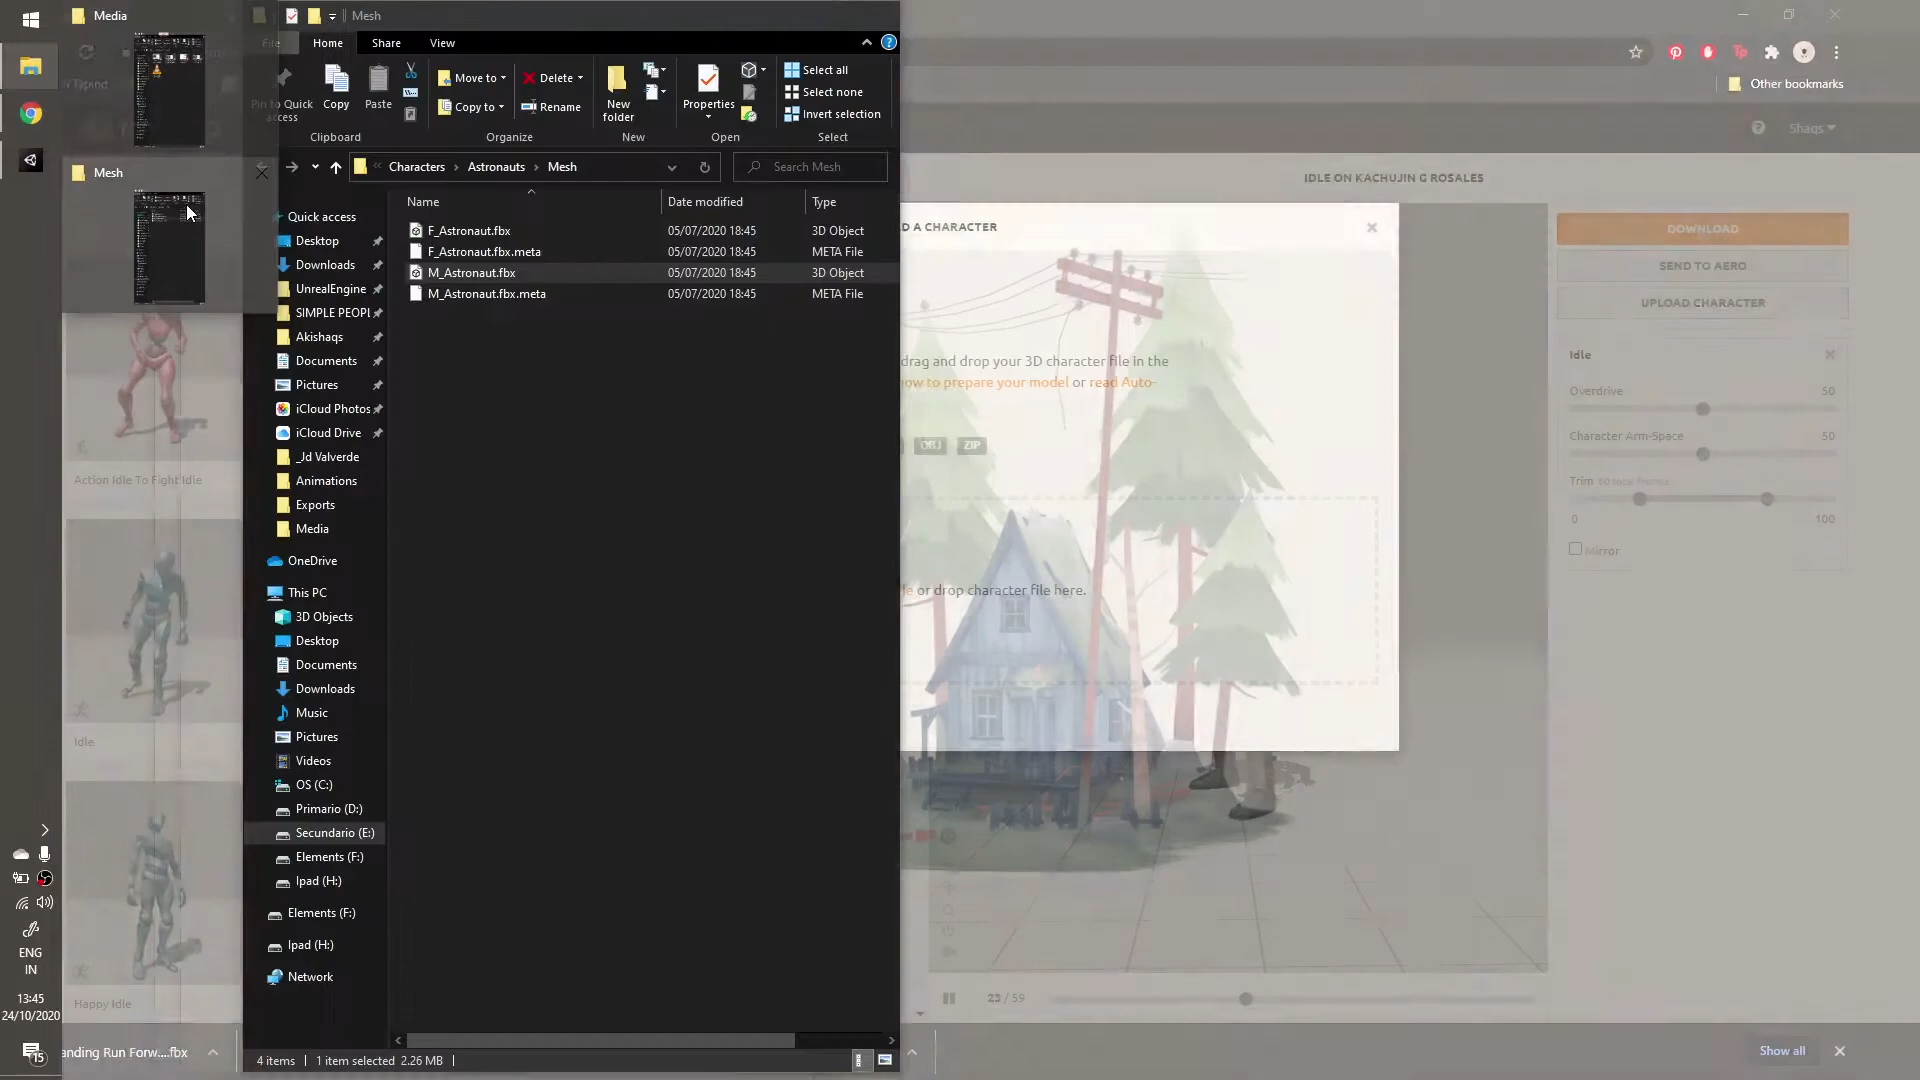 Media
Mesh
File
Home
Share
View
Pin to Quick access
Copy
Paste
Clipboard
Move to
Copy to
Delete
Rename
Organize
New folder
New
Properties
Open
Select all
Select none
Invert selection
Select
Characters
Astronauts
Mesh
Search Mesh
Name
Date modified
Type
F_Astronaut.fbx 05/07/2020 18:45 3D Object
F_Astronaut.fbx.meta 05/07/2020 18:45 META File
M_Astronaut.fbx 05/07/2020 18:45 3D Object
M_Astronaut.fbx.meta 05/07/2020 18:45 META File
Mesh
Quick access
Desktop
Downloads
UnrealEngine
SIMPLE PEOPL
Akishaqs
Documents
Pictures
iCloud Photos
iCloud Drive
_Jd Valverde
Animations
Exports
Media
OneDrive
This PC
3D Objects
Desktop
Documents
Downloads
Music
Pictures
Videos
OS (C:)
Primario (D:)
Secundario (E:)
Elements (F:)
Ipad (H:)
Elements (F:)
Ipad (H:)
Network
4 items
1 item selected 2.26 MB
Action Idle To Fight Idle
Idle
Happy Idle
ENG
IN
13:45
24/10/2020
15
anding Run Forw....fbx
Other bookmarks
Shaqs
IDLE ON KACHUJIN G ROSALES
D A CHARACTER
drag and drop your 3D character file in the
how to prepare your model or read Auto-
OBJ
ZIP
or drop character file here.
DOWNLOAD
SEND TO AERO
UPLOAD CHARACTER
Idle
Overdrive 50
Character Arm-Space 50
Trim 60 total frames
0 100
Mirror
23 / 59
Show all